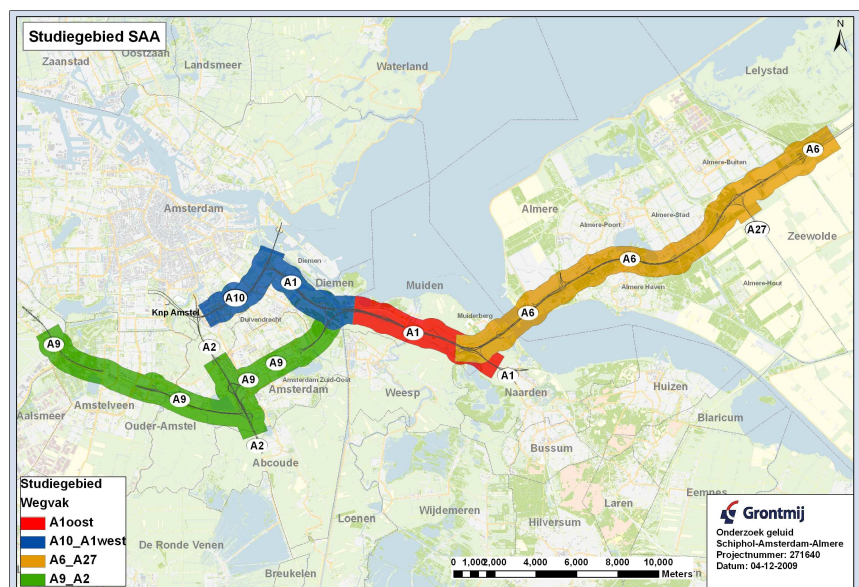 Studiegebied SAA
N
Zaanstad
Oostzaan
Landsmeer
Waterland
Lelystad
A6
Almere-Buiten
Amsterdam
Almere
Almere-Stad
Almere-Poort
A27
Zeewolde
Diemen
A6
A1
Diemen
Muiden
Almere Haven
Almere-Hout
A10
Knp Amstel
Duivendrecht
Muiderberg
A6
A1
A9
A2
A9
A9
A1
Amsterdam Zuid-Oost
Amsterdam
Weesp
Naarden
Huizen
A9
Aalsmeer
Amstelveen
Ouder-Amstel
Blaricum
A2
Abcoude
Bussum
Studiegebied
Wegvak
A1oost
A10_A1west
A6_A27
A9_A2
Loenen
Wijdemeren
Laren
Eemnes
Hilversum
De Ronde Venen
Breukelen
0 1,000 2,000 4,000 6,000 8,000 10,000
Meters
Grontmij
Onderzoek geluid
Schiphol-Amsterdam-Almere
Projectnummer: 271640
Datum: 04-12-2009